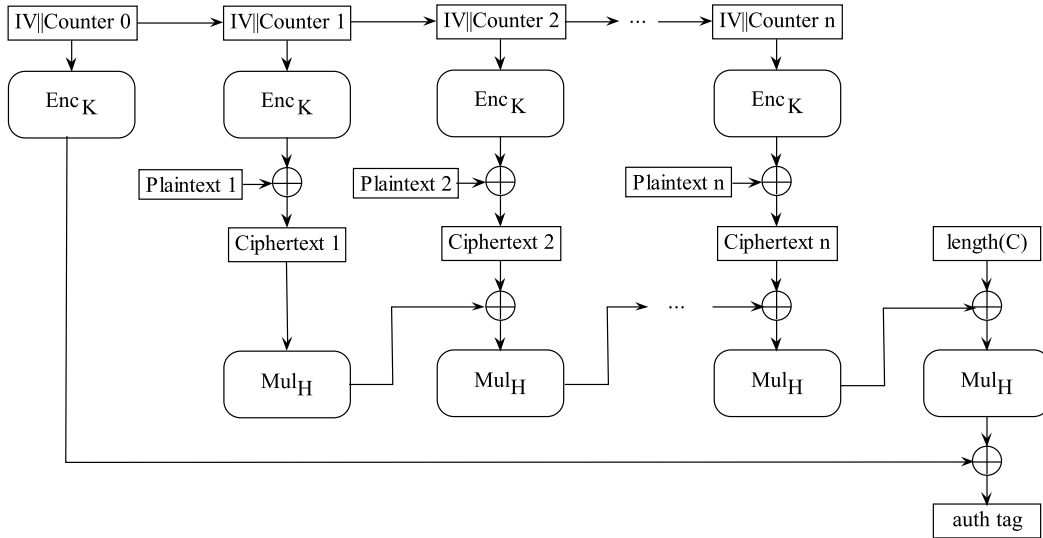 IV||Counter 0
IV||Counter 1
IV||Counter 2
...
IV||Counter n
EncK
EncK
EncK
EncK
Plaintext 1
Plaintext 2
Plaintext n
Ciphertext 1
Ciphertext 2
Ciphertext n
length(C)
...
MulH
MulH
MulH
MulH
auth tag